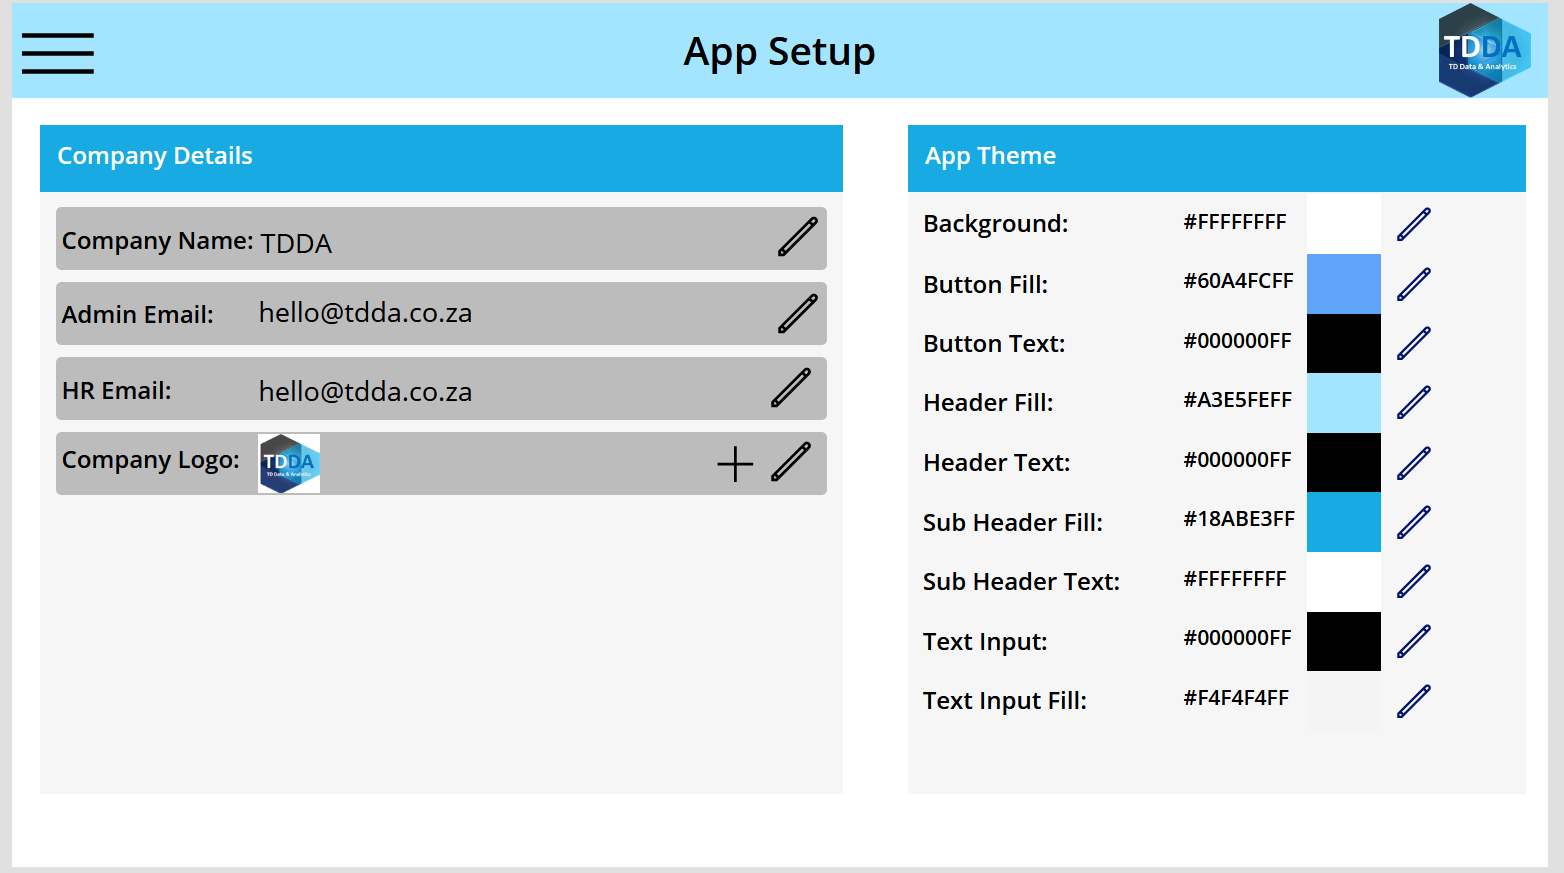 App Setup
TDDA
TD Data & Analytics
Company Details
Company Name: TDDA
Admin Email: hello@tdda.co.za
HR Email: hello@tdda.co.za
Company Logo:
TDDA
TD Data & Analytics
App Theme
Background: #FFFFFFFF
Button Fill: #60A4FCFF
Button Text: #000000FF
Header Fill: #A3E5FEFF
Header Text: #000000FF
Sub Header Fill: #18ABE3FF
Sub Header Text: #FFFFFFFF
Text Input: #000000FF
Text Input Fill: #F4F4F4FF